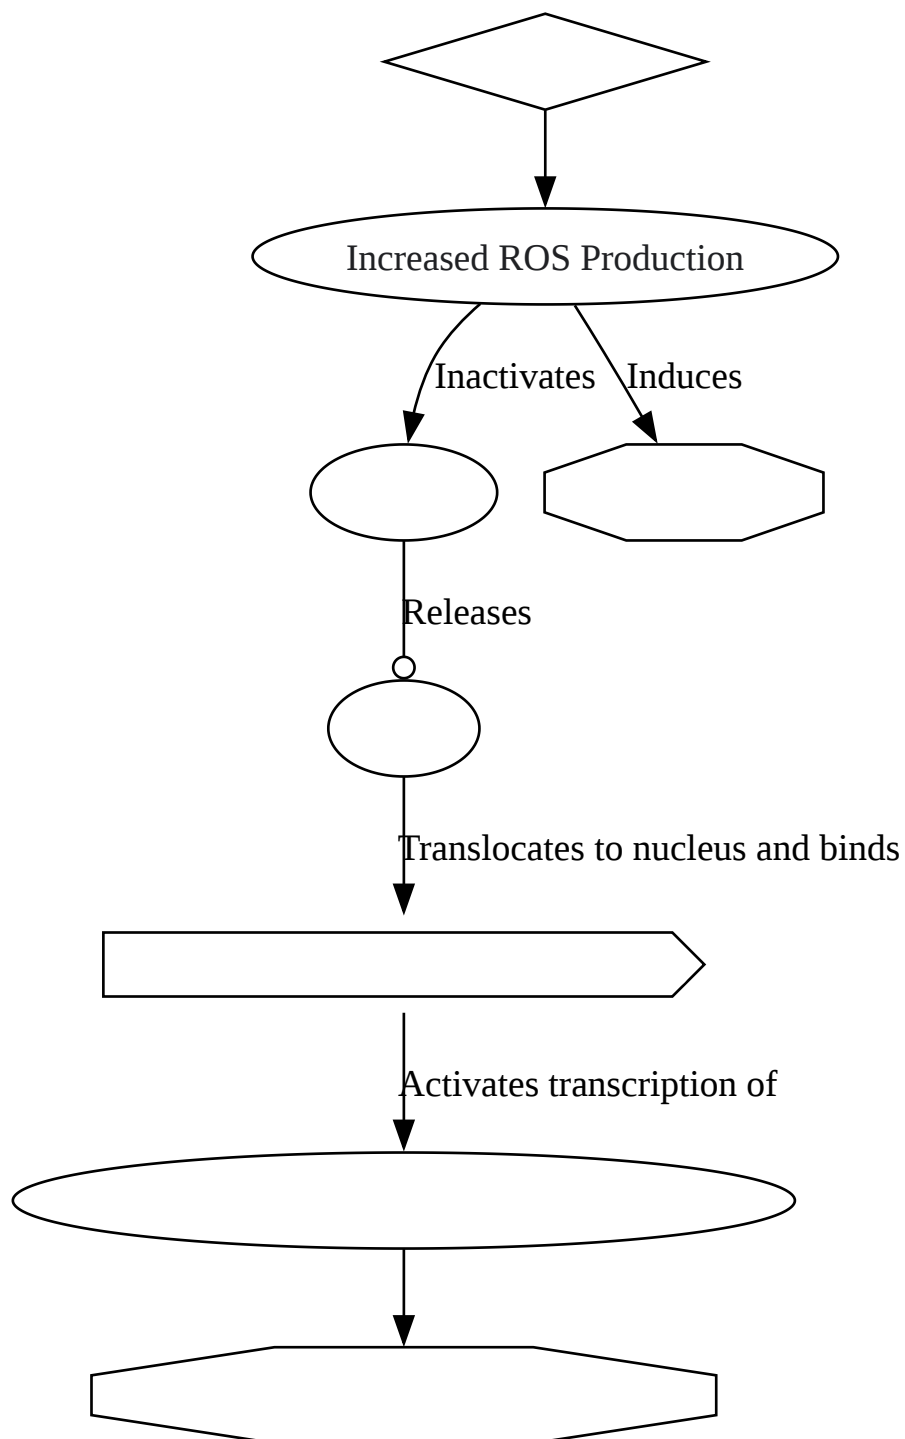 Increased ROS Production
Inactivates
Induces
Releases
Translocates to nucleus and binds
Activates transcription of